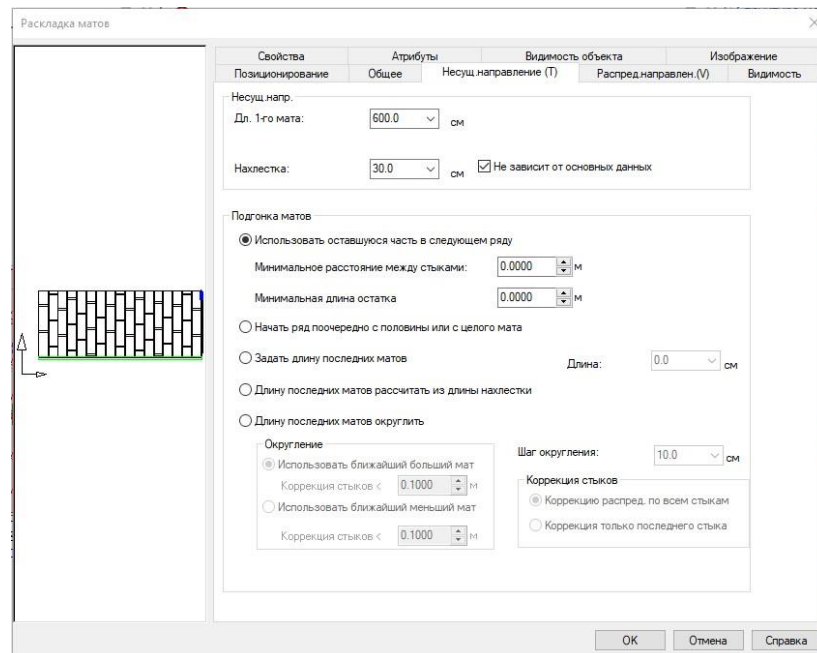 Раскладка матов
Свойства Атрибуты Видимость объекта Изображение
Позиционирование Общее Несущ.направление (T) Распред.направлен.(V) Видимость
Несущ.напр.
Дл. 1-го мата: 600.0 см
Нахлестка: 30.0 см Не зависит от основных данных
Подгонка матов
Использовать оставшуюся часть в следующем ряду
Минимальное расстояние между стыками: 0.0000 м
Минимальная длина остатка 0.0000 м
Начать ряд поочередно с половины или с целого мата
Задать длину последних матов Длина: 0.0 см
Длину последних матов рассчитать из длины нахлестки
Длину последних матов округлить
Округление Шаг округления: 10.0 см
Использовать ближайший больший мат
Коррекция стыков < 0.1000 м
Использовать ближайший меньший мат
Коррекция стыков < 0.1000 м
Коррекция стыков
Коррекцию распред. по всем стыкам
Коррекция только последнего стыка
OK Отмена Справка